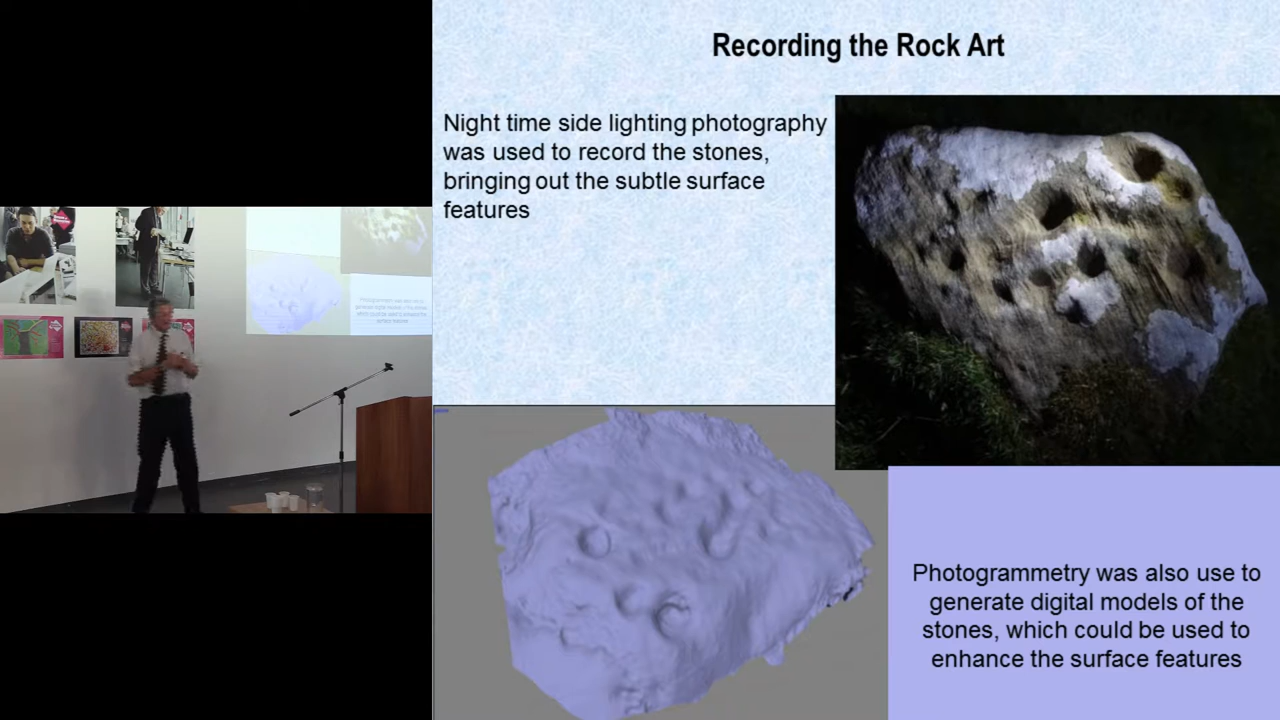 Recording the Rock Art
Night time side lighting photography
was used to record the stones,
bringing out the subtle surface
features
Photogrammetry was also use to
generate digital models of the
stones, which could be used to
enhance the surface features